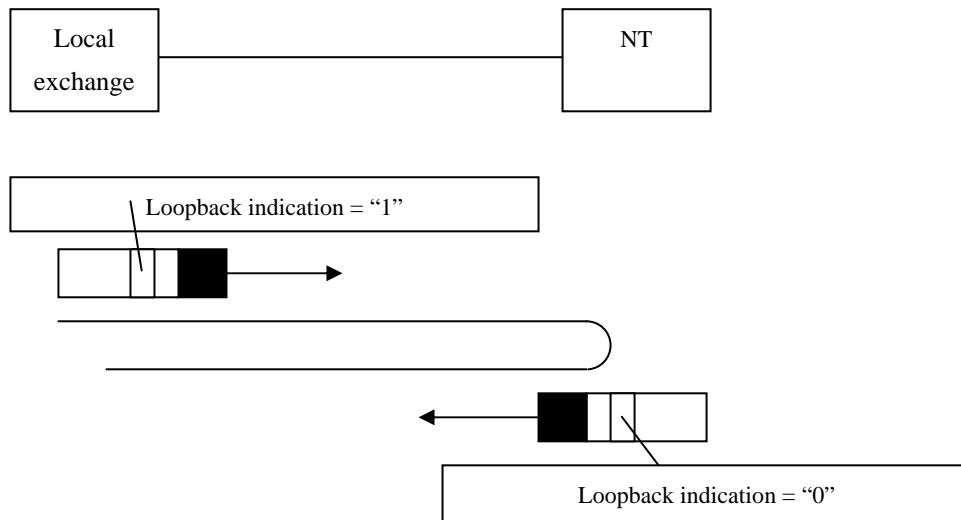 Local
exchange
NT
Loopback indication = “1”
Loopback indication = “0”